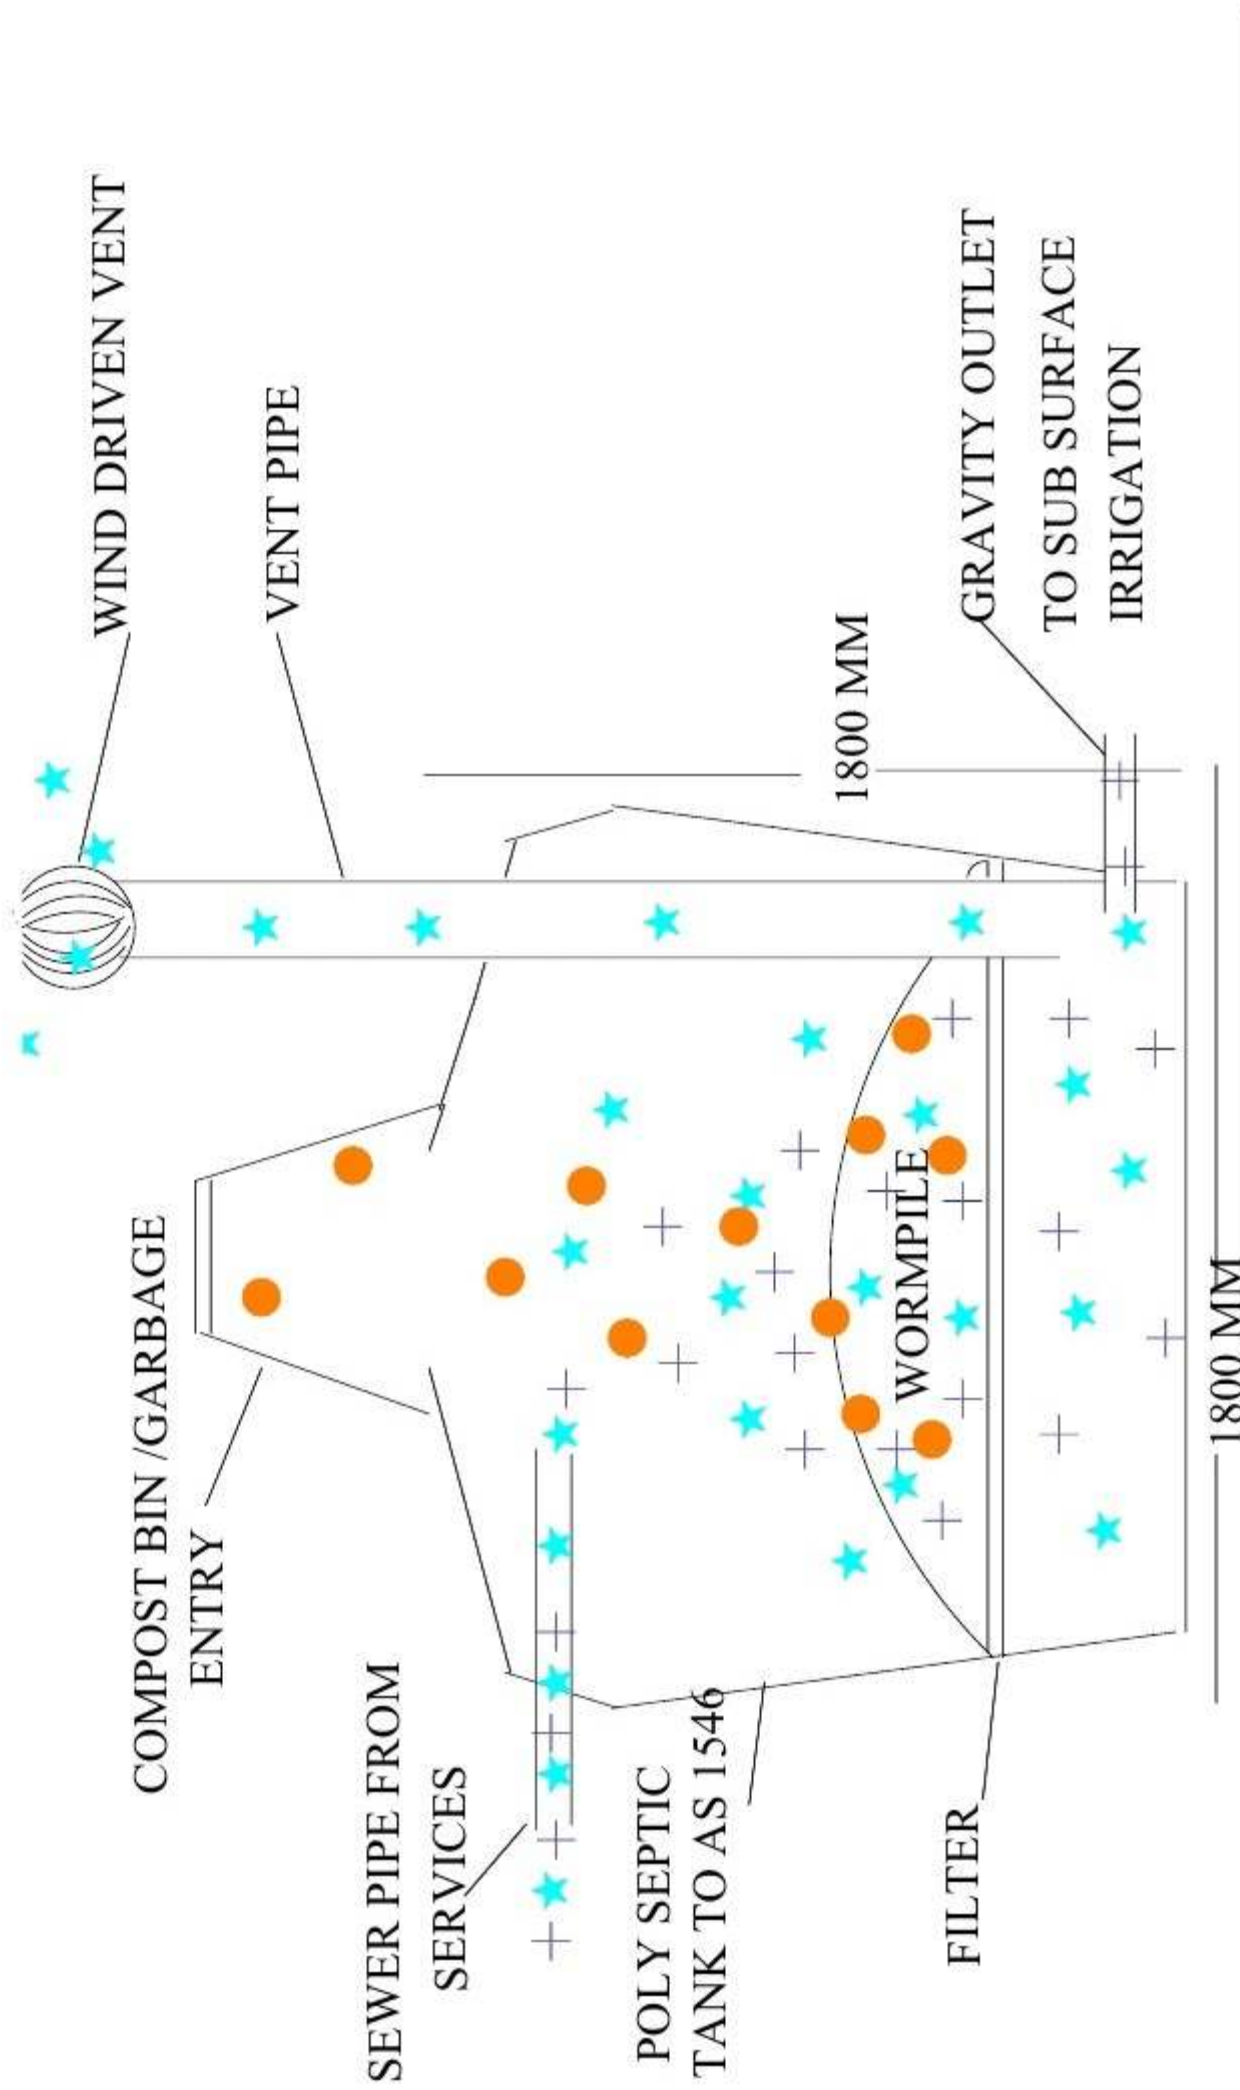 WIND DRIVEN VENT
COMPOST BIN /GARBAGE
ENTRY
VENT PIPE
SEWER PIPE FROM
SERVICES
POLY SEPTIC
TANK TO AS 1546
1800 MM
WORMPILE
FILTER
GRAVITY OUTLET
TO SUB SURFACE
IRRIGATION
1800 MM